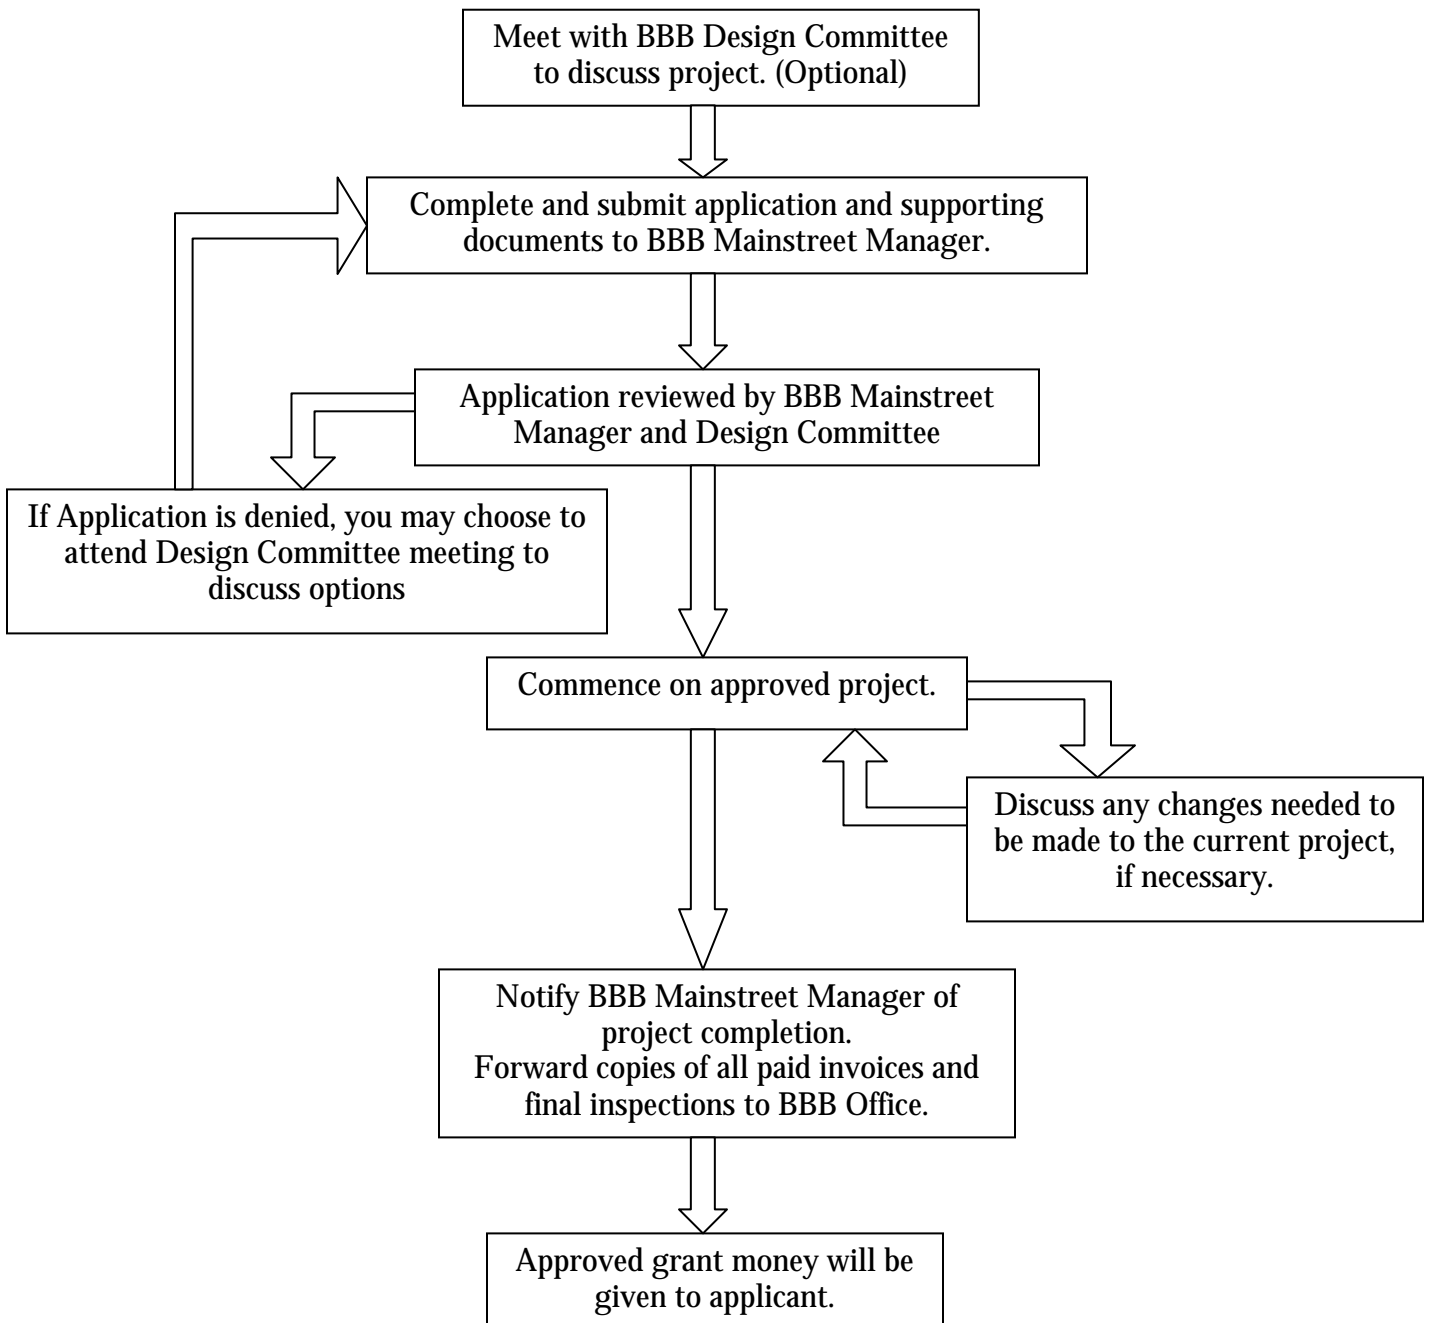 Meet with BBB Design Committee
to discuss project. (Optional)
Complete and submit application and supporting
documents to BBB Mainstreet Manager.
Application reviewed by BBB Mainstreet
Manager and Design Committee
If Application is denied, you may choose to
attend Design Committee meeting to
discuss options
Commence on approved project.
Discuss any changes needed to
be made to the current project,
if necessary.
Notify BBB Mainstreet Manager of
project completion.
Forward copies of all paid invoices and
final inspections to BBB Office.
Approved grant money will be
given to applicant.